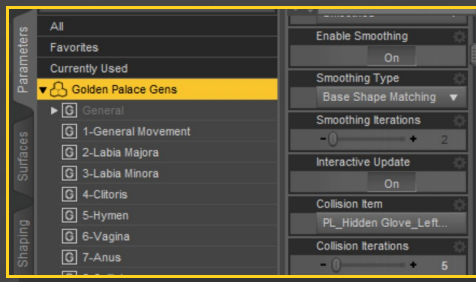 Parameters
Surfaces
Shaping
All
Favorites
Currently Used
Golden Palace Gens
G General
G 1-General Movement
G 2-Labia Majora
G 3-Labia Minora
G 4-Clitoris
G 5-Hymen
G 6-Vagina
G 7-Anus
Enable Smoothing
On
Smoothing Type
Base Shape Matching
Smoothing Iterations
- + 2
Interactive Update
On
Collision Item
PL_Hidden Glove_Left...
Collision Iterations
- + 5